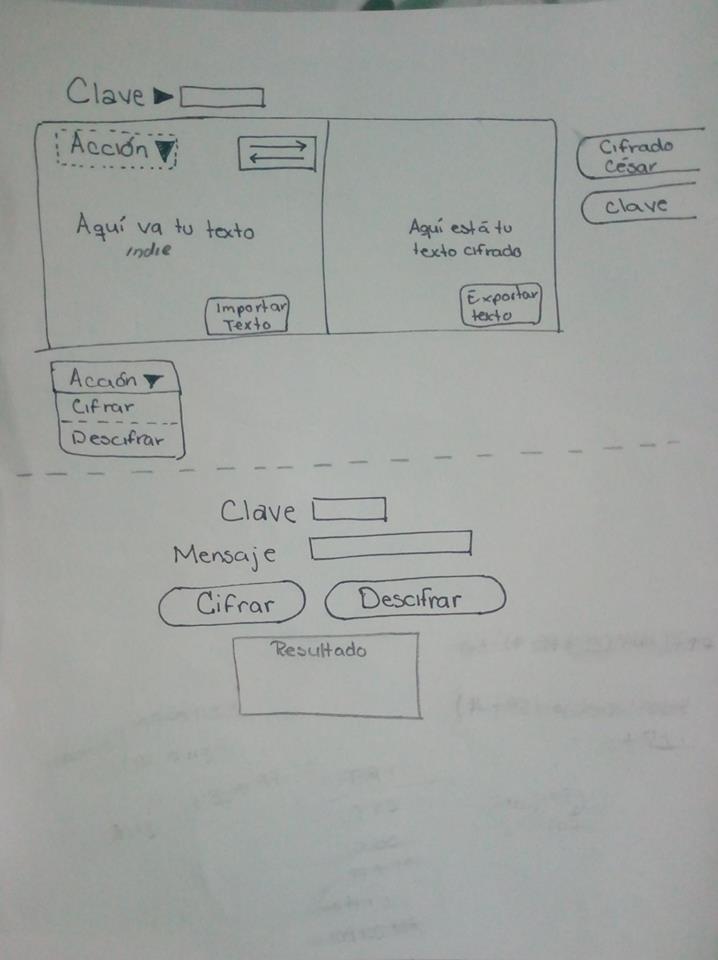 Clave
Acción
Aquí va tu texto
indie
Importar
Texto
Aquí está tu
texto cifrado
Exportar
texto
Cifrado
César
Clave
Acción
Cifrar
Descifrar
Clave
Mensaje
Cifrar
Descifrar
Resultado